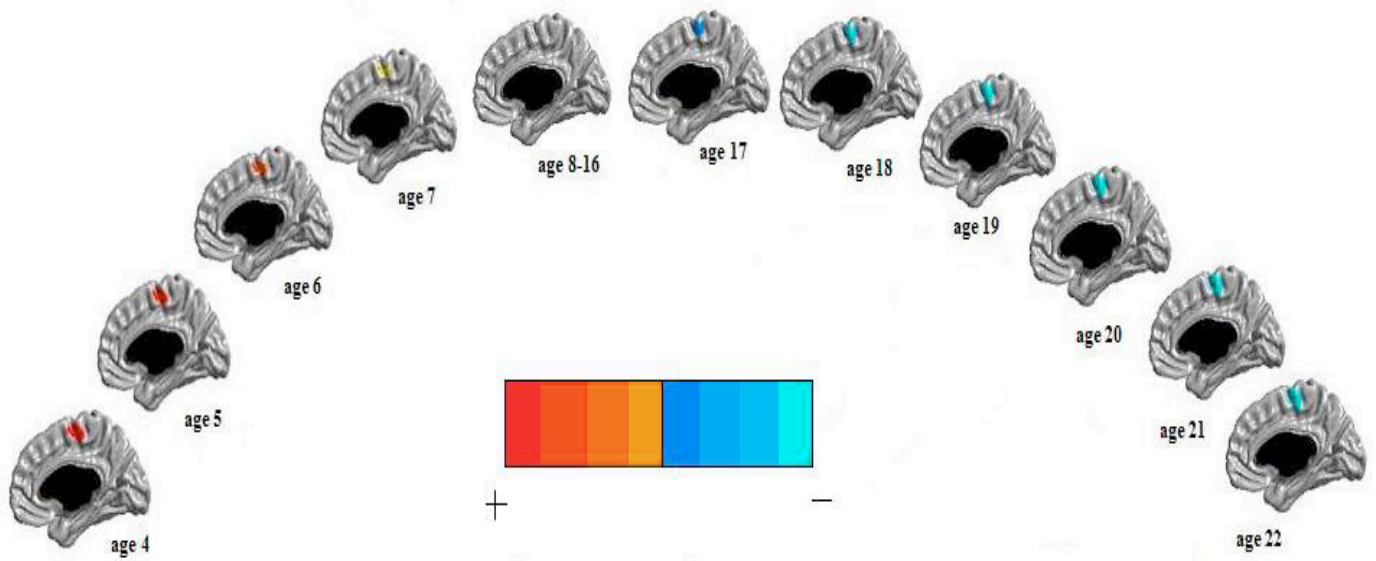 age 4
age 5
age 6
age 7
age 8-16
age 17
age 18
age 19
age 20
age 21
age 22
+
−